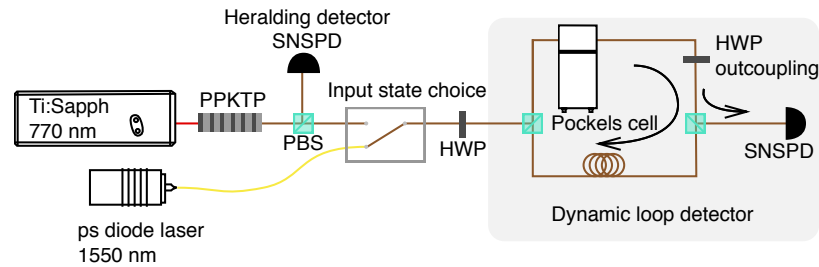 Heralding detector
SNSPD
HWP
outcoupling
Ti:Sapph
770 nm
PPKTP
Input state choice
Pockels cell
PBS
HWP
SNSPD
ps diode laser
1550 nm
Dynamic loop detector